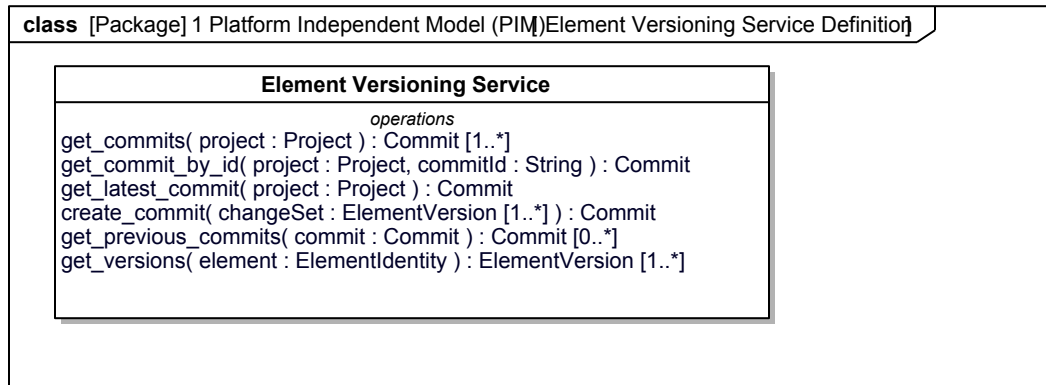 class [Package] 1 Platform Independent Model (PIM)[Element Versioning Service Definition]
Element Versioning Service
operations
get_commits( project : Project ) : Commit [1..*]
get_commit_by_id( project : Project, commitId : String ) : Commit
get_latest_commit( project : Project ) : Commit
create_commit( changeSet : ElementVersion [1..*] ) : Commit
get_previous_commits( commit : Commit ) : Commit [0..*]
get_versions( element : ElementIdentity ) : ElementVersion [1..*]